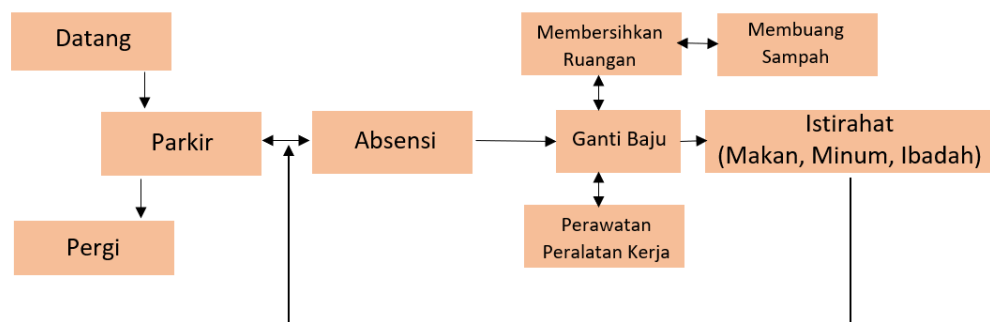 Datang
Parkir
Pergi
Absensi
Membersihkan
Ruangan
Membuang
Sampah
Ganti Baju
Istirahat
(Makan, Minum, Ibadah)
Perawatan
Peralatan Kerja